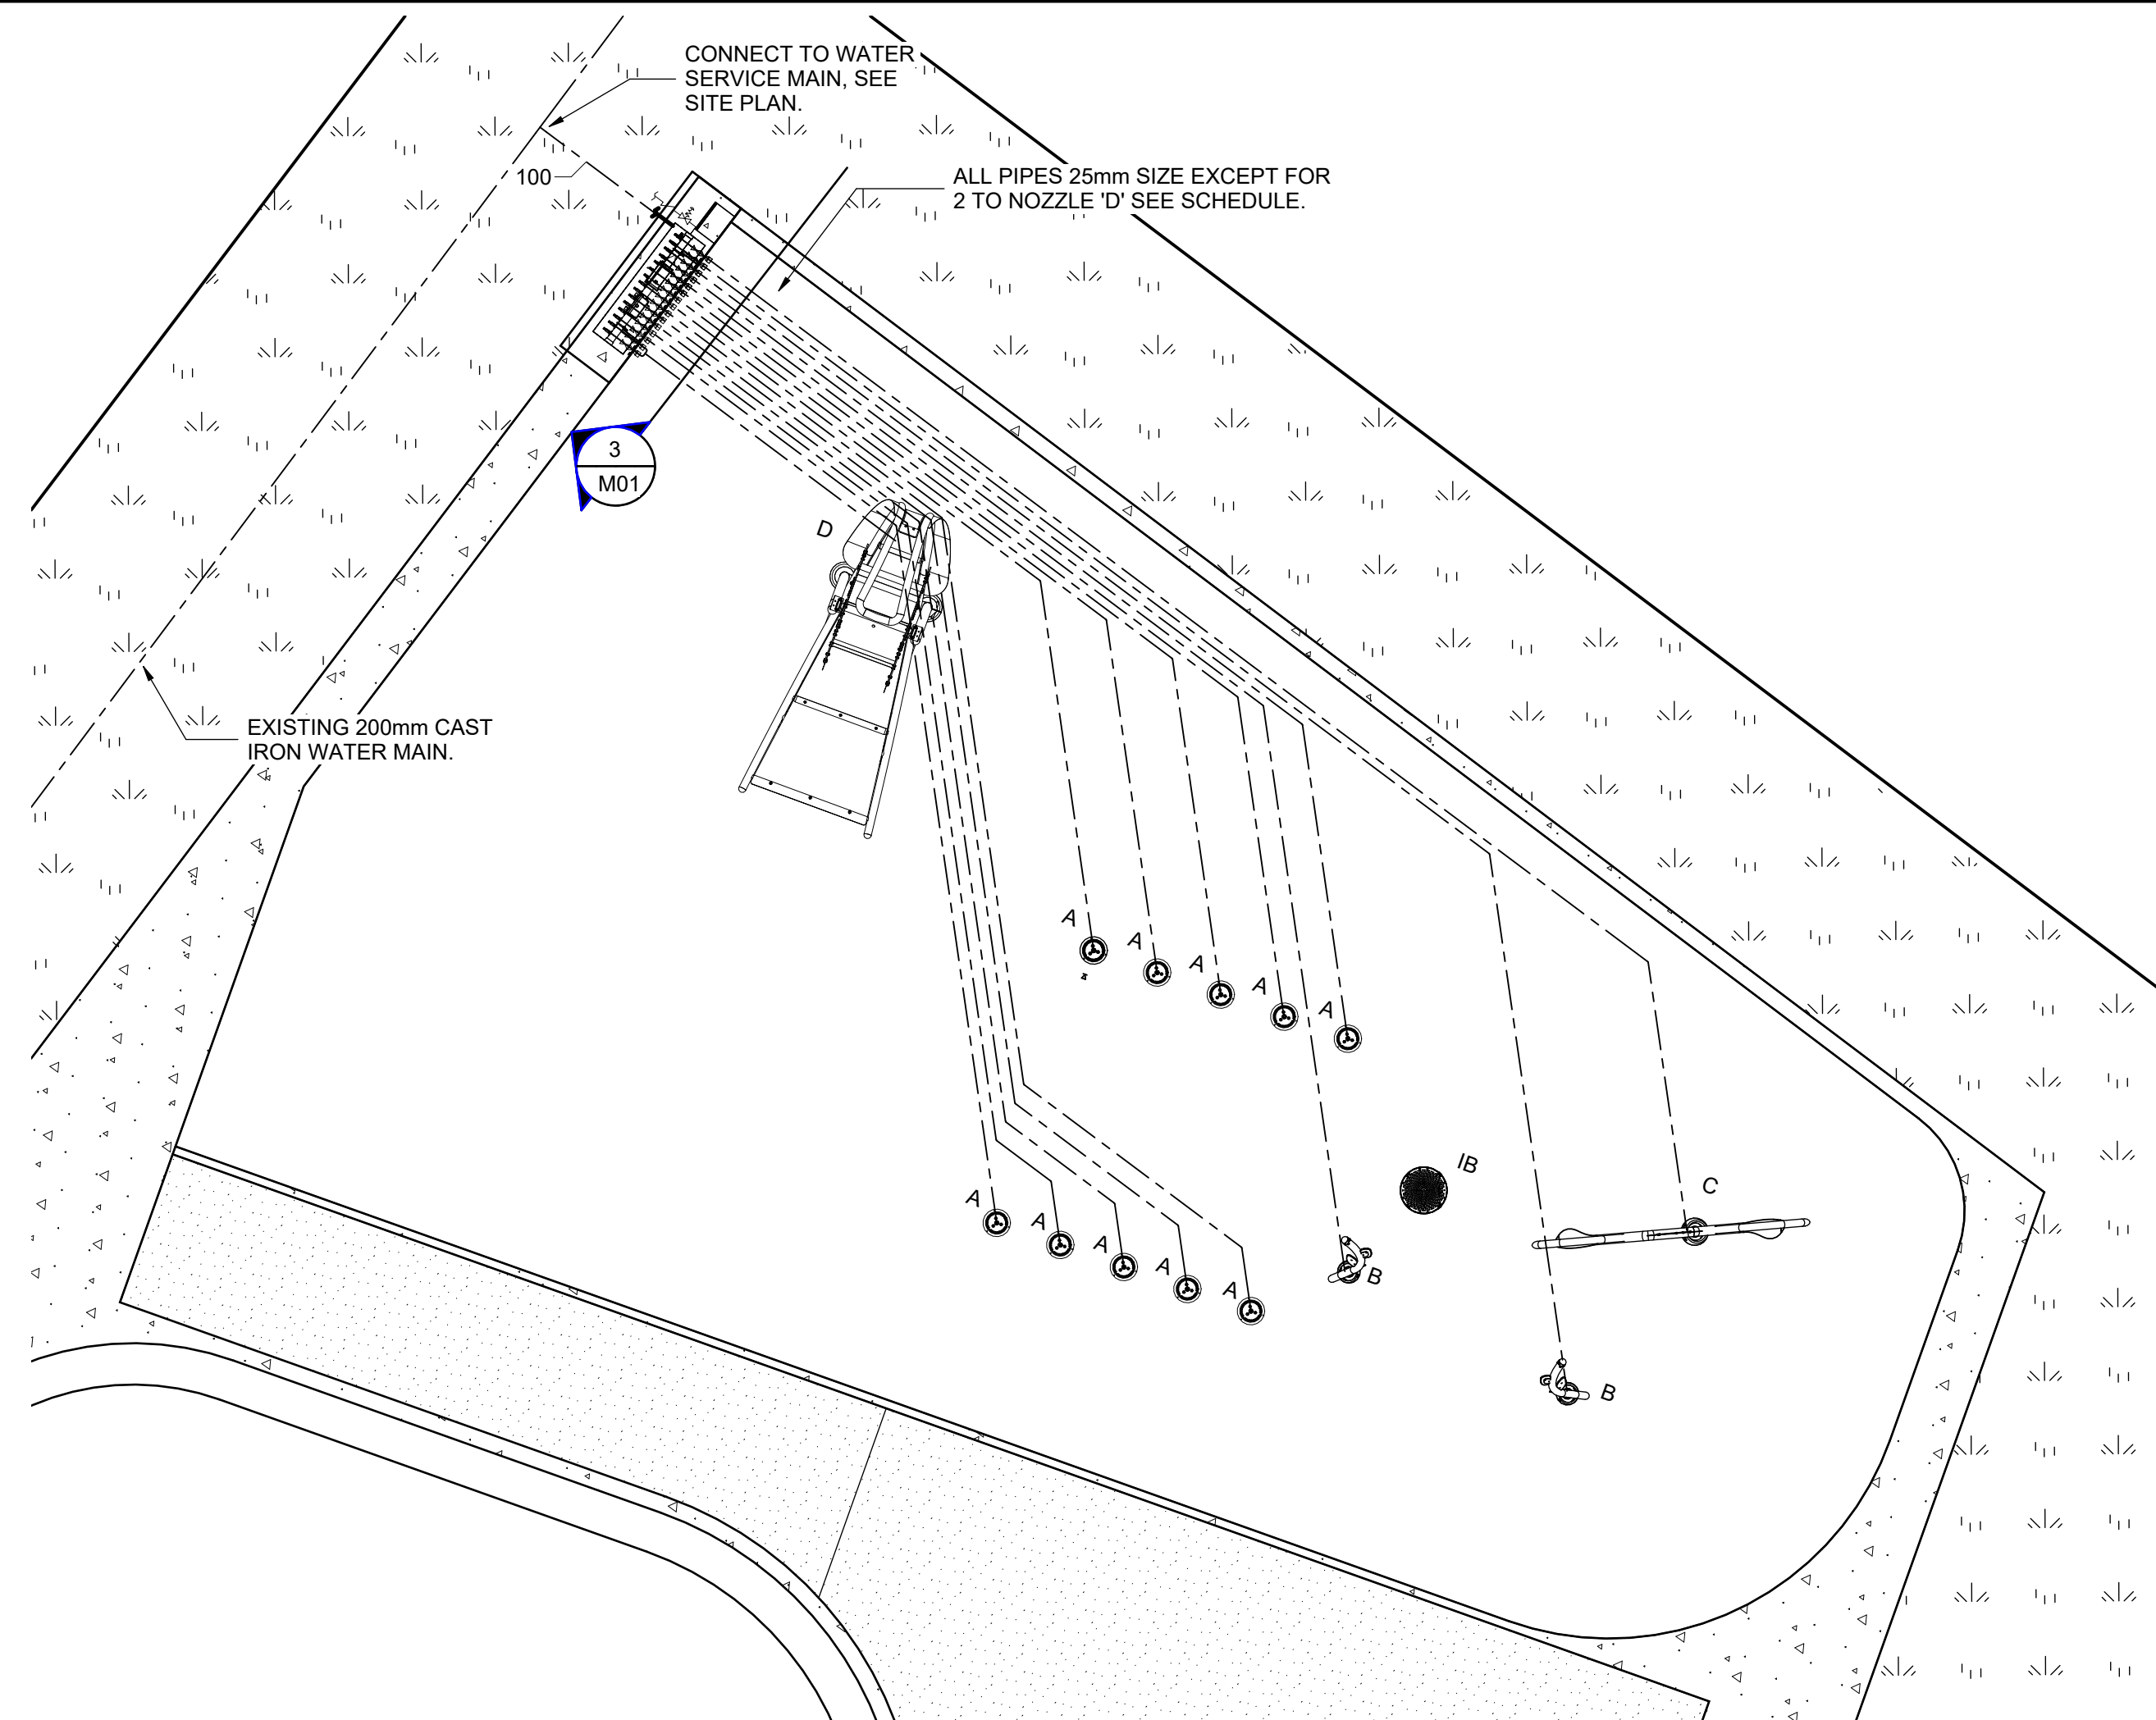 CONNECT TO WATER
SERVICE MAIN, SEE
SITE PLAN.
100
ALL PIPES 25mm SIZE EXCEPT FOR
2 TO NOZZLE 'D' SEE SCHEDULE.
3
M01
D
EXISTING 200mm CAST
IRON WATER MAIN.
A
A
A
A
A
IB
C
A
A
A
A
A
B
B